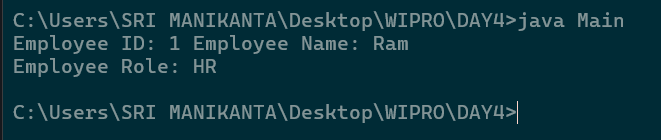 C:\Users\SRI MANIKANTA\Desktop\WIPRO\DAY4>java Main
Employee ID: 1 Employee Name: Ram
Employee Role: HR
C:\Users\SRI MANIKANTA\Desktop\WIPRO\DAY4>